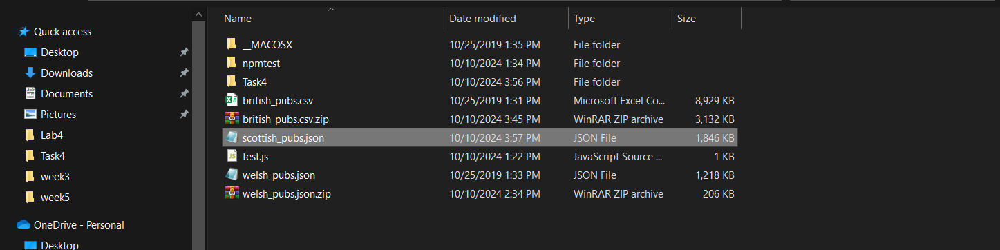 Name Date modified Type Size
Quick access
Desktop
Downloads
Documents
Pictures
Lab4
Task4
week3
week5
OneDrive - Personal
Desktop
__MACOSX 10/25/2019 1:35 PM File folder
npmtest 10/10/2024 1:34 PM File folder
Task4 10/10/2024 3:56 PM File folder
british_pubs.csv 10/25/2019 1:31 PM Microsoft Excel Co... 8,929 KB
british_pubs.csv.zip 10/10/2024 3:45 PM WinRAR ZIP archive 3,132 KB
scottish_pubs.json 10/10/2024 3:57 PM JSON File 1,846 KB
test.js 10/10/2024 1:22 PM JavaScript Source ... 1 KB
welsh_pubs.json 10/25/2019 1:33 PM JSON File 1,218 KB
welsh_pubs.json.zip 10/10/2024 2:34 PM WinRAR ZIP archive 206 KB